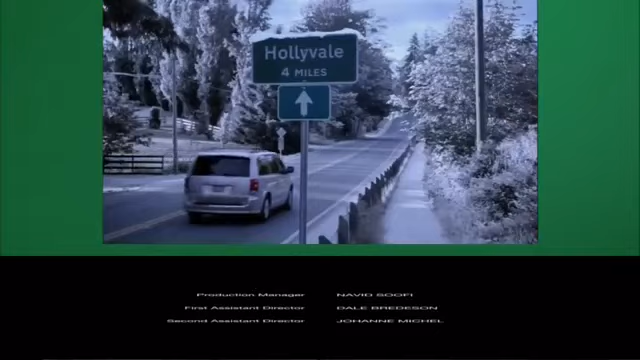 Hollyvale
4 MILES
Production Manager NAVID SOOFI
First Assistant Director DALE BREDESON
Second Assistant Director JOHANNE MICHEL